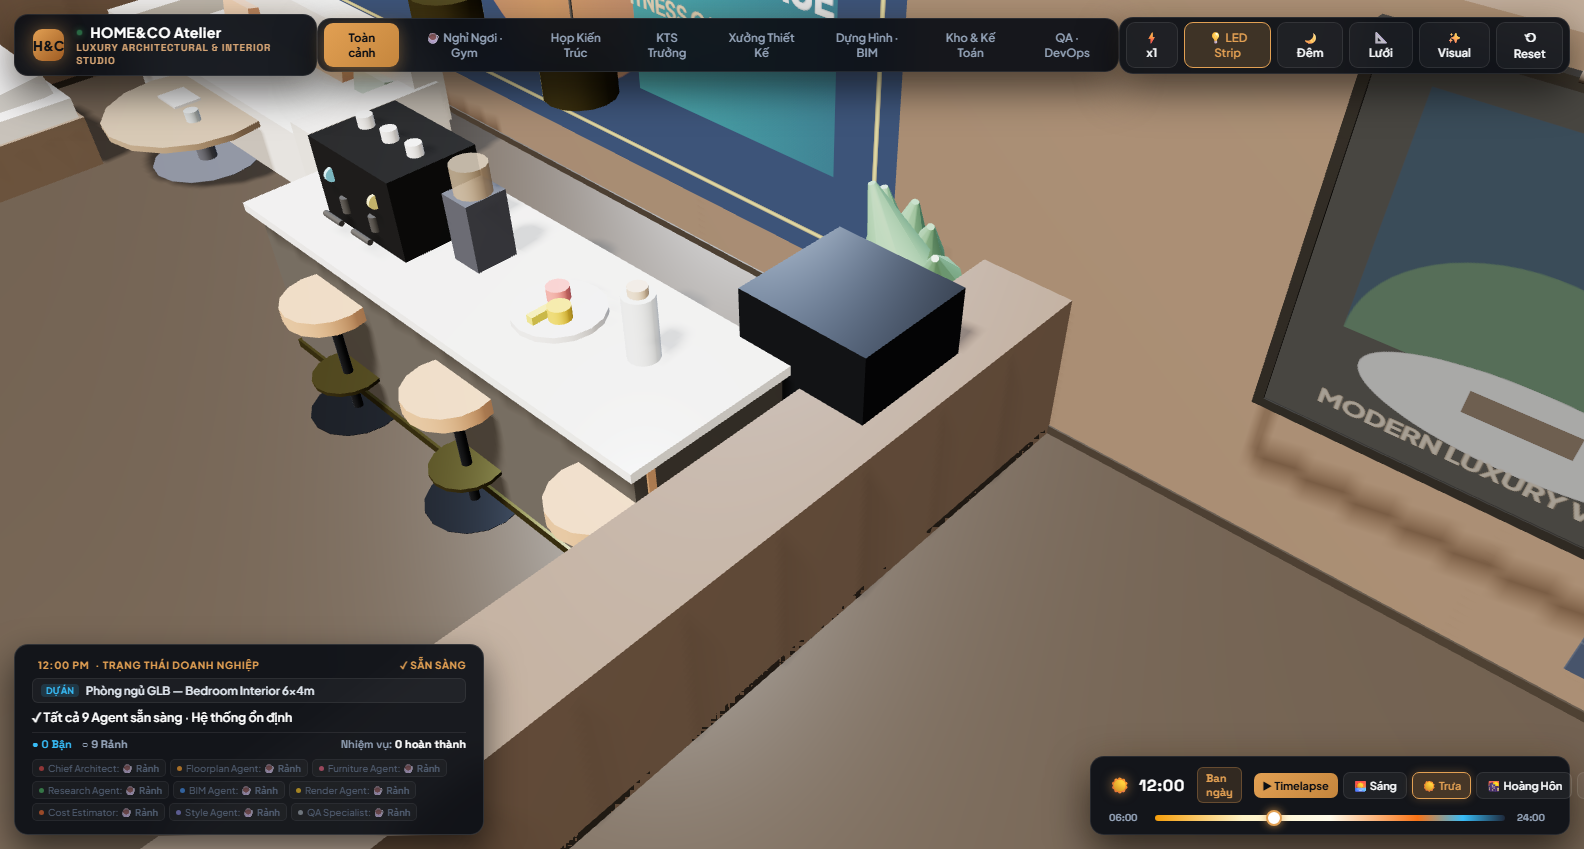 H&C
HOME&CO Atelier
LUXURY ARCHITECTURAL & INTERIOR
STUDIO
Toàn
cảnh
Nghỉ Ngơi ·
Gym
Họp Kiến
Trúc
KTS
Trưởng
Xưởng Thiết
Kế
Dựng Hình ·
BIM
Kho & Kế
Toán
QA ·
DevOps
x1
LED
Strip
Đêm
Lưới
Visual
Reset
MODERN LUXURY
12:00 PM · TRẠNG THÁI DOANH NGHIỆP
✓ SẴN SÀNG
DỰ ÁN Phòng ngủ GLB — Bedroom Interior 6×4m
✓ Tất cả 9 Agent sẵn sàng · Hệ thống ổn định
● 0 Bận ○ 9 Rảnh
Nhiệm vụ: 0 hoàn thành
Chief Architect: Rảnh
Floorplan Agent: Rảnh
Furniture Agent: Rảnh
Research Agent: Rảnh
BIM Agent: Rảnh
Render Agent: Rảnh
Cost Estimator: Rảnh
Style Agent: Rảnh
QA Specialist: Rảnh
12:00
Ban
ngày
▶ Timelapse
Sáng
Trưa
Hoàng Hôn
06:00
24:00